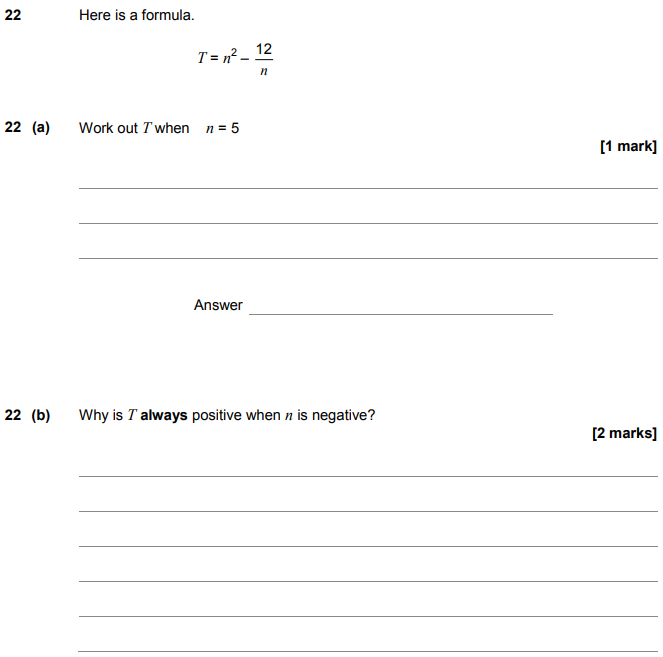 22 Here is a formula.
T = n² − 12/n
22 (a) Work out T when n = 5
[1 mark]
Answer
22 (b) Why is T always positive when n is negative?
[2 marks]